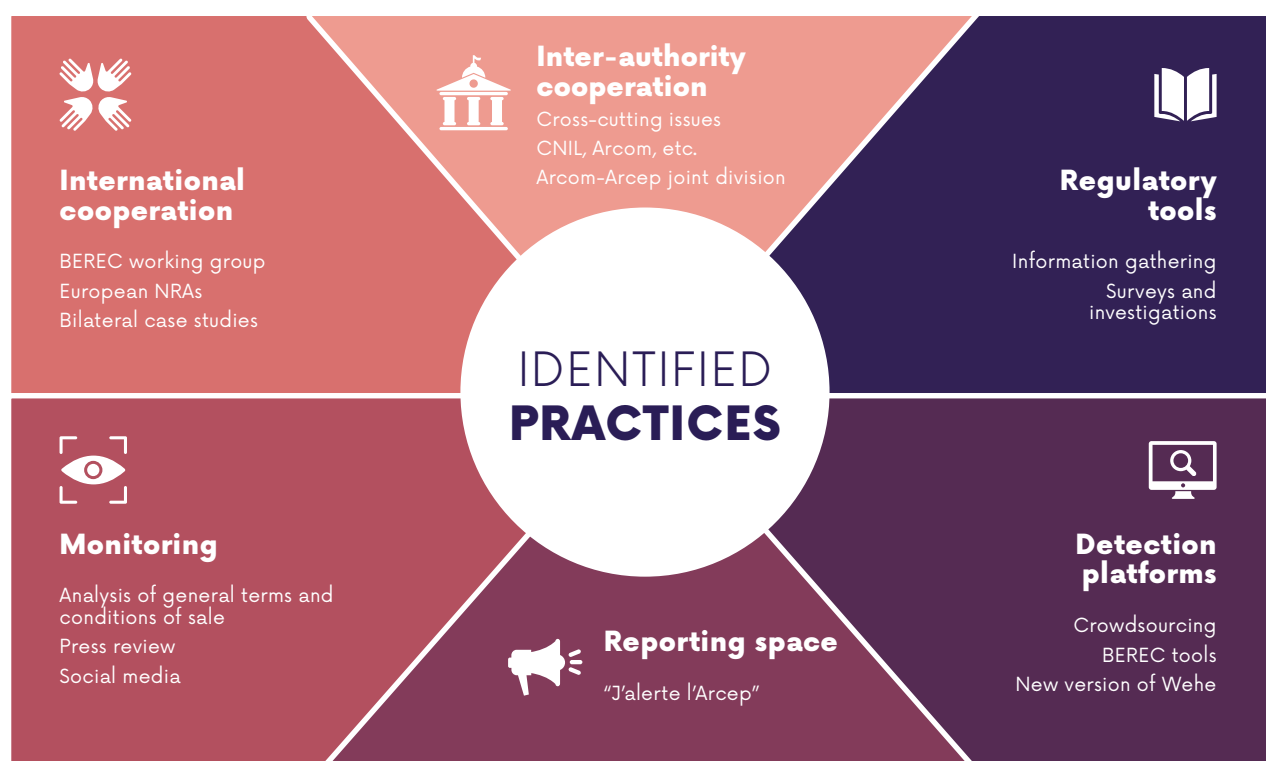 International
cooperation
BEREC working group
European NRAs
Bilateral case studies
Inter-authority
cooperation
Cross-cutting issues
CNIL, Arcom, etc.
Arcom-Arcep joint division
Regulatory
tools
Information gathering
Surveys and
investigations
IDENTIFIED
PRACTICES
Monitoring
Analysis of general terms and
conditions of sale
Press review
Social media
Reporting space
“J’alerte l’Arcep”
Detection
platforms
Crowdsourcing
BEREC tools
New version of Wehe